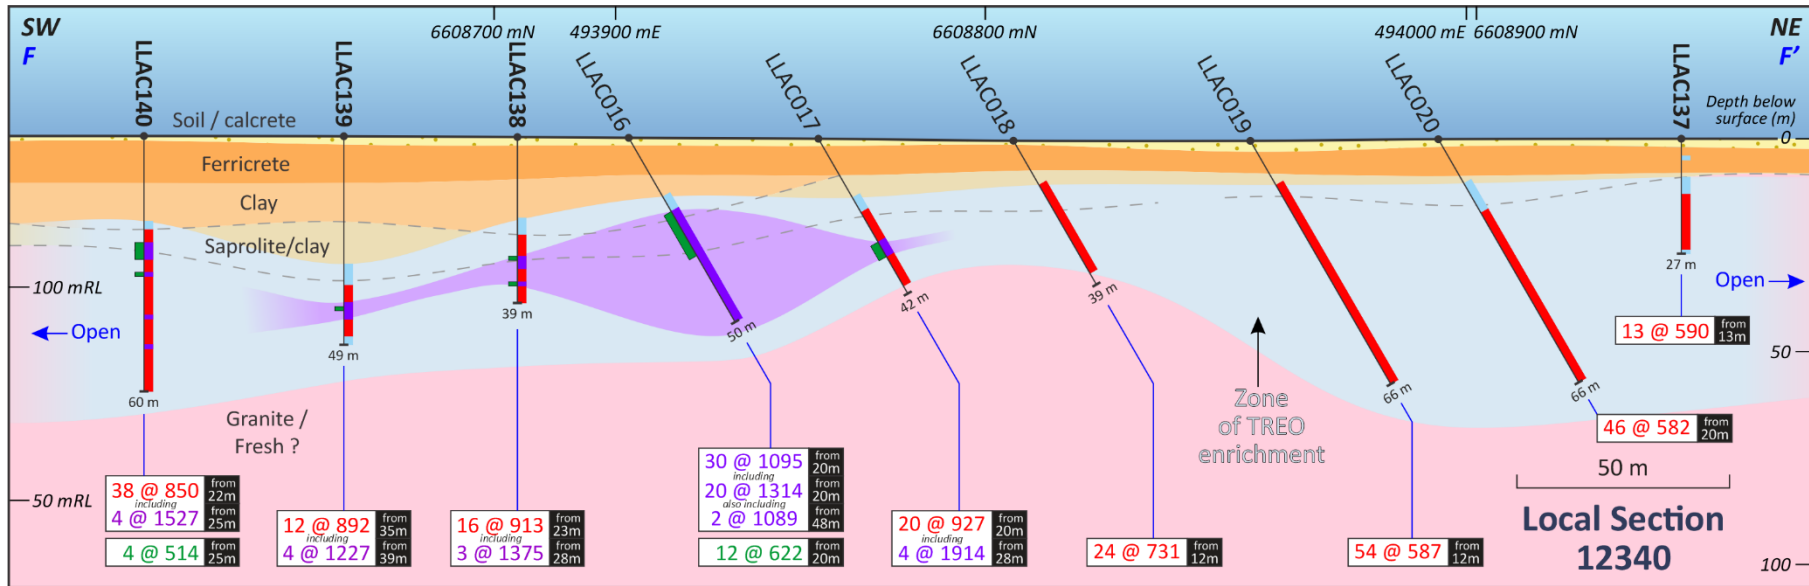 SW
F
6608700 mN
493900 mE
6608800 mN
494000 mE
6608900 mN
NE
F’
LLAC140
LLAC139
LLAC138
LLAC016
LLAC017
LLAC018
LLAC019
LLAC020
LLAC137
Depth below
surface (m)
0
Soil / calcrete
Ferricrete
Clay
Saprolite/clay
100 mRL
Open
Open
50
60 m
49 m
39 m
50 m
42 m
39 m
66 m
66 m
27 m
13 @ 590 from 13m
Granite /
Fresh ?
Zone
of TREO
enrichment
46 @ 582 from 20m
50 m
50 mRL
38 @ 850 from 22m
including
4 @ 1527 from 25m
4 @ 514 from 25m
12 @ 892 from 35m
including
4 @ 1227 from 39m
16 @ 913 from 23m
including
3 @ 1375 from 28m
30 @ 1095 from 20m
including
20 @ 1314 from 20m
also including
2 @ 1089 from 48m
12 @ 622 from 20m
20 @ 927 from 20m
including
4 @ 1914 from 28m
24 @ 731 from 12m
54 @ 587 from 12m
Local Section
12340
100